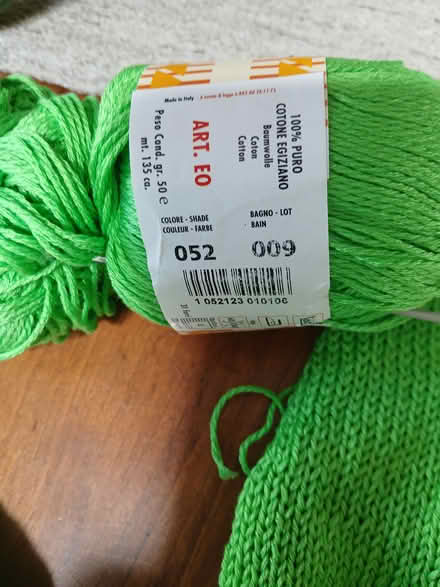 Made in Italy
100% PURO
COTONE EGIZIANO
Baumwolle
Coton
Cotton
ART. EO
Peso Cond. gr. 50 e
mt. 135 ca.
COLORE - SHADE
COULEUR - FARBE
052
BAGNO - LOT
BAIN
009
1 052123 010106